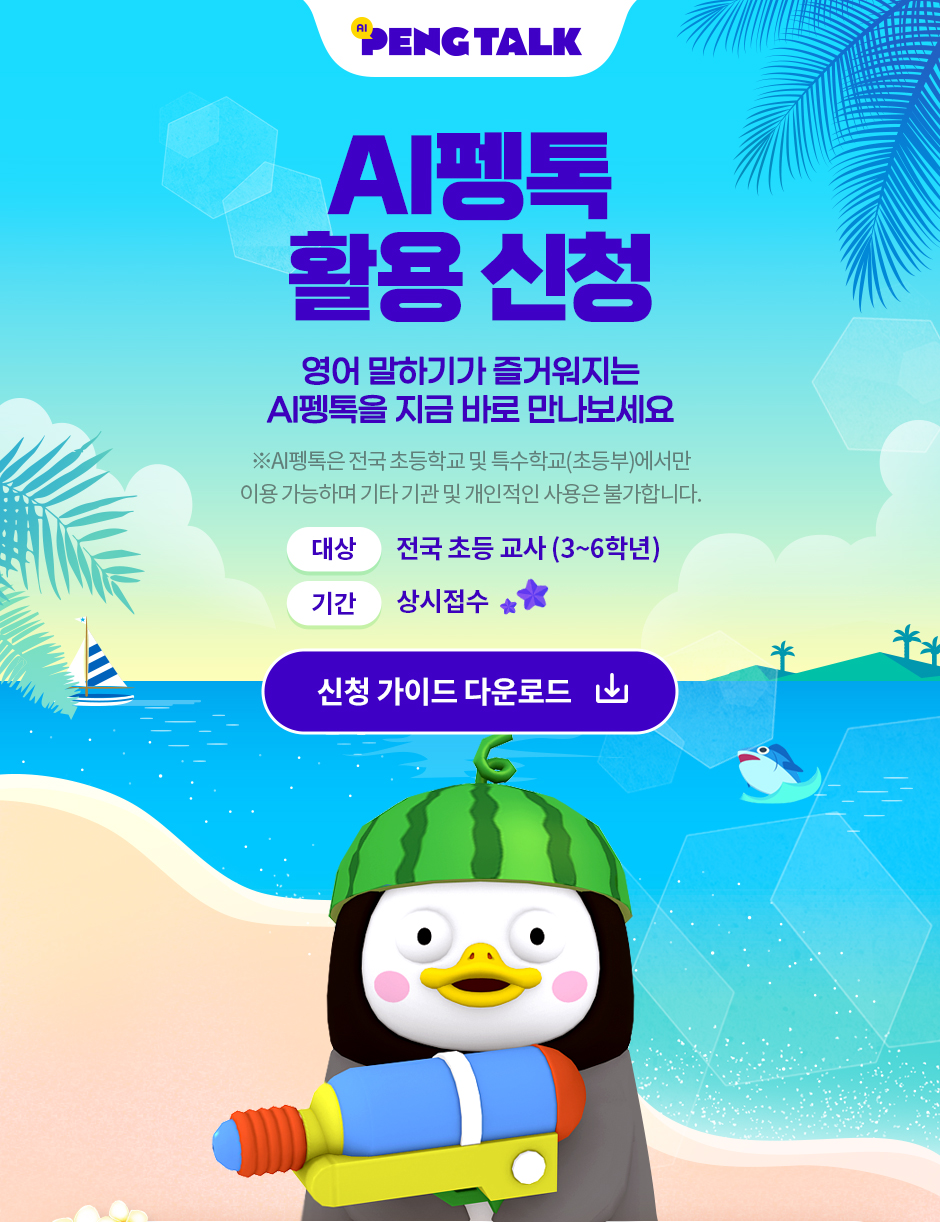 AI PENGTALK
AI펭톡
활용 신청
영어 말하기가 즐거워지는
AI펭톡을 지금 바로 만나보세요
※AI펭톡은 전국 초등학교 및 특수학교(초등부)에서만
이용 가능하며 기타 기관 및 개인적인 사용은 불가합니다.
대상 전국 초등 교사 (3~6학년)
기간 상시접수
신청 가이드 다운로드